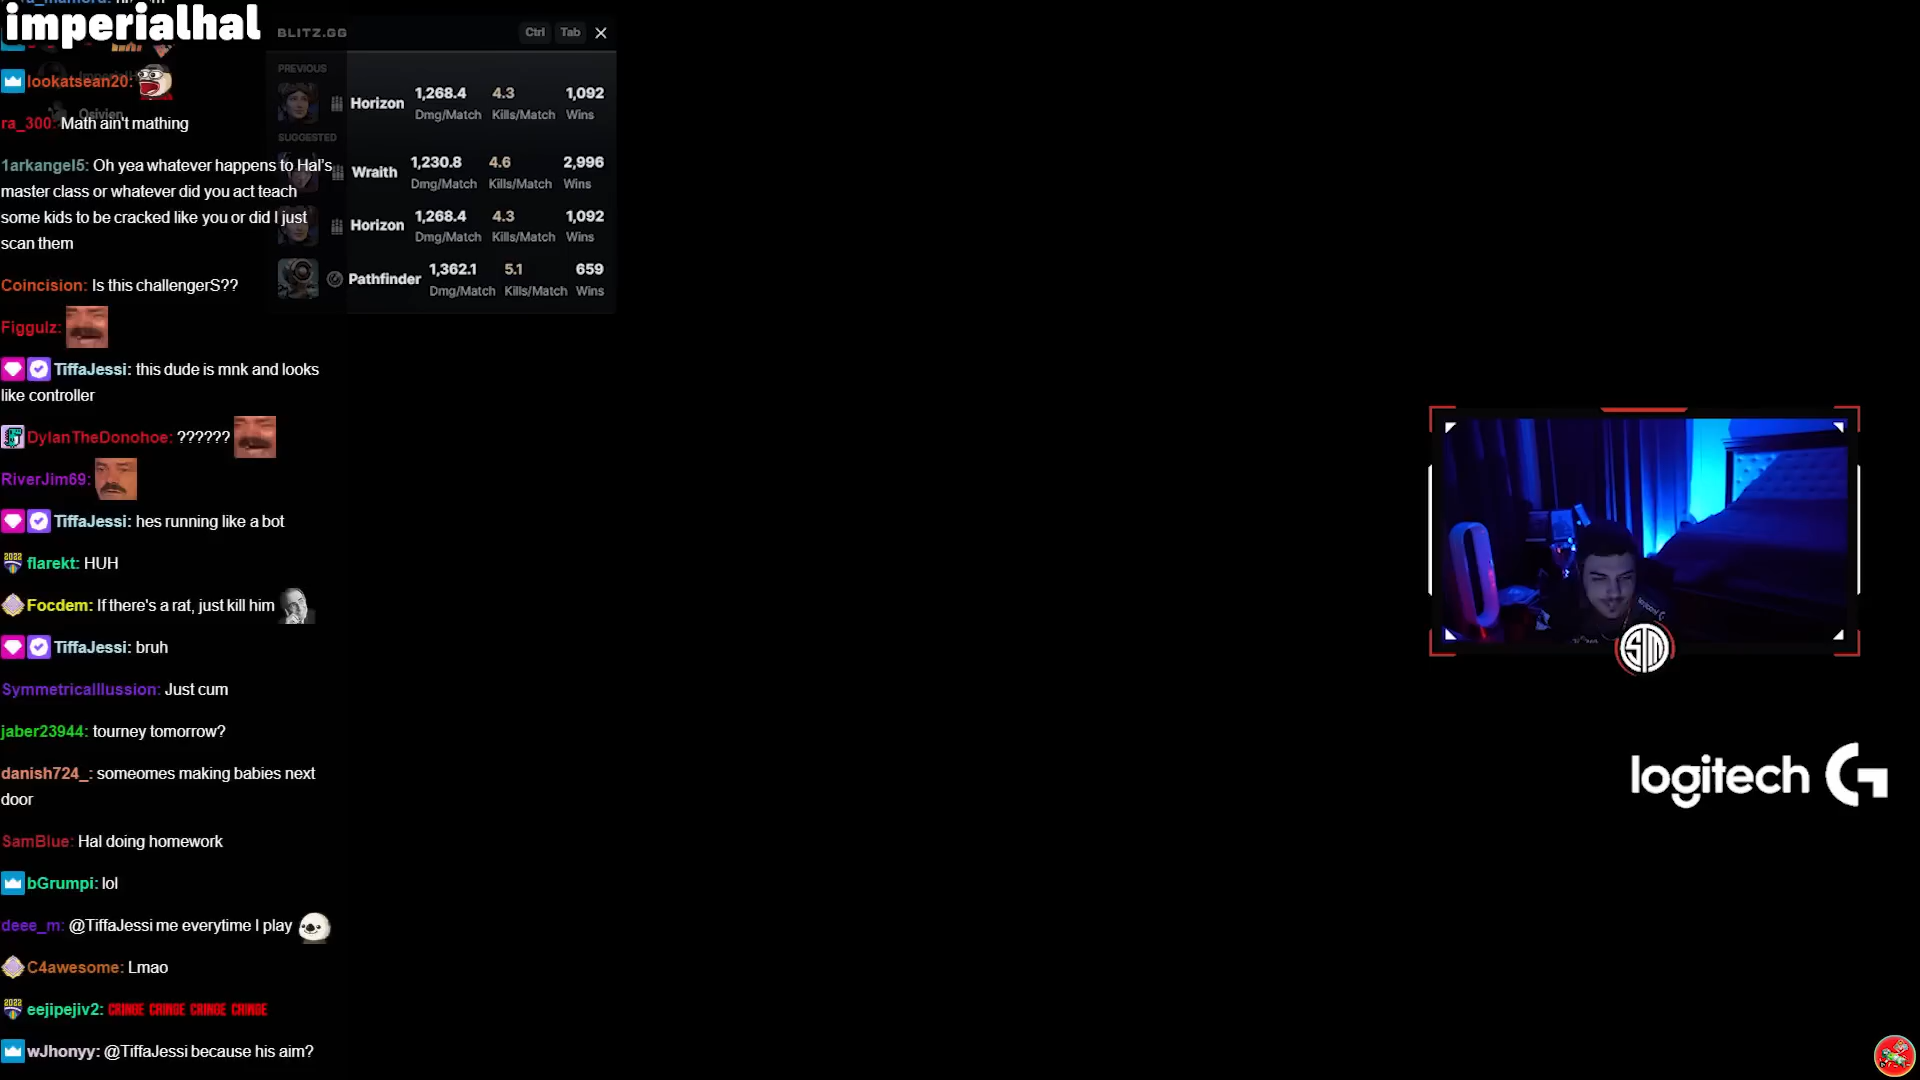 imperialhal
lookatsean20:
ra_300: Math ain't mathing
1arkangel5: Oh yea whatever happens to Hal's
master class or whatever did you act teach
some kids to be cracked like you or did I just
scan them
Coincision: Is this challengerS??
Figgulz:
TiffaJessi: this dude is mnk and looks
like controller
DylanTheDonohoe: ??????
RiverJim69:
TiffaJessi: hes running like a bot
flarekt: HUH
Focdem: If there's a rat, just kill him
TiffaJessi: bruh
SymmetricaIllussion: Just cum
jaber23944: tourney tomorrow?
danish724_: someomes making babies next
door
SamBlue: Hal doing homework
bGrumpi: lol
deee_m: @TiffaJessi me everytime I play
C4awesome: Lmao
eejipejiv2: CRINGE CRINGE CRINGE CRINGE
wJhonyy: @TiffaJessi because his aim?
BLITZ.GG Ctrl Tab
PREVIOUS
Horizon 1,268.4 4.3 1,092
Dmg/Match Kills/Match Wins
SUGGESTED
Wraith 1,230.8 4.6 2,996
Dmg/Match Kills/Match Wins
Horizon 1,268.4 4.3 1,092
Dmg/Match Kills/Match Wins
Pathfinder 1,362.1 5.1 659
Dmg/Match Kills/Match Wins
Osivien
TSM
logitech G